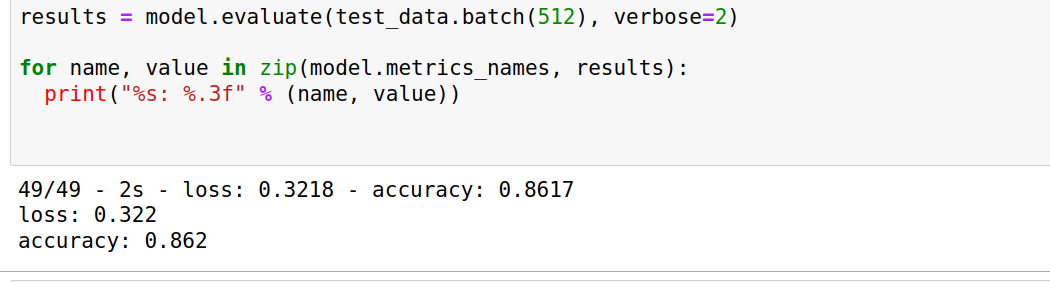 results = model.evaluate(test_data.batch(512), verbose=2)
for name, value in zip(model.metrics_names, results):
  print("%s: %.3f" % (name, value))
49/49 - 2s - loss: 0.3218 - accuracy: 0.8617
loss: 0.322
accuracy: 0.862